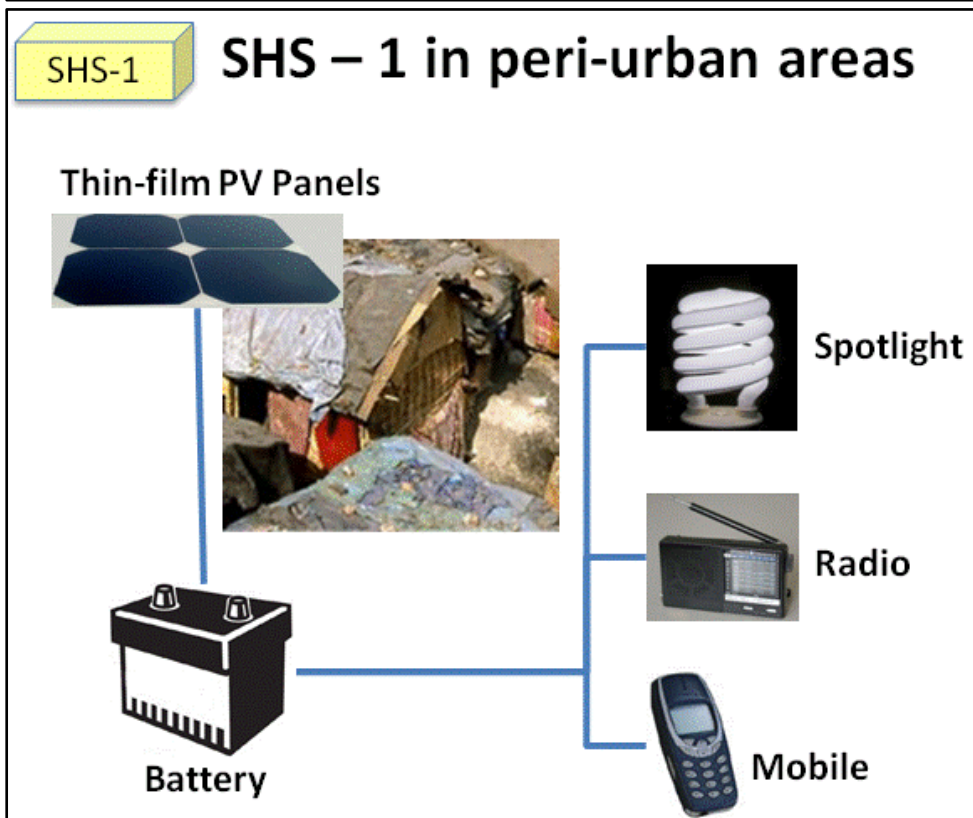 SHS-1
SHS – 1 in peri-urban areas
Thin-film PV Panels
Spotlight
Radio
Battery
Mobile